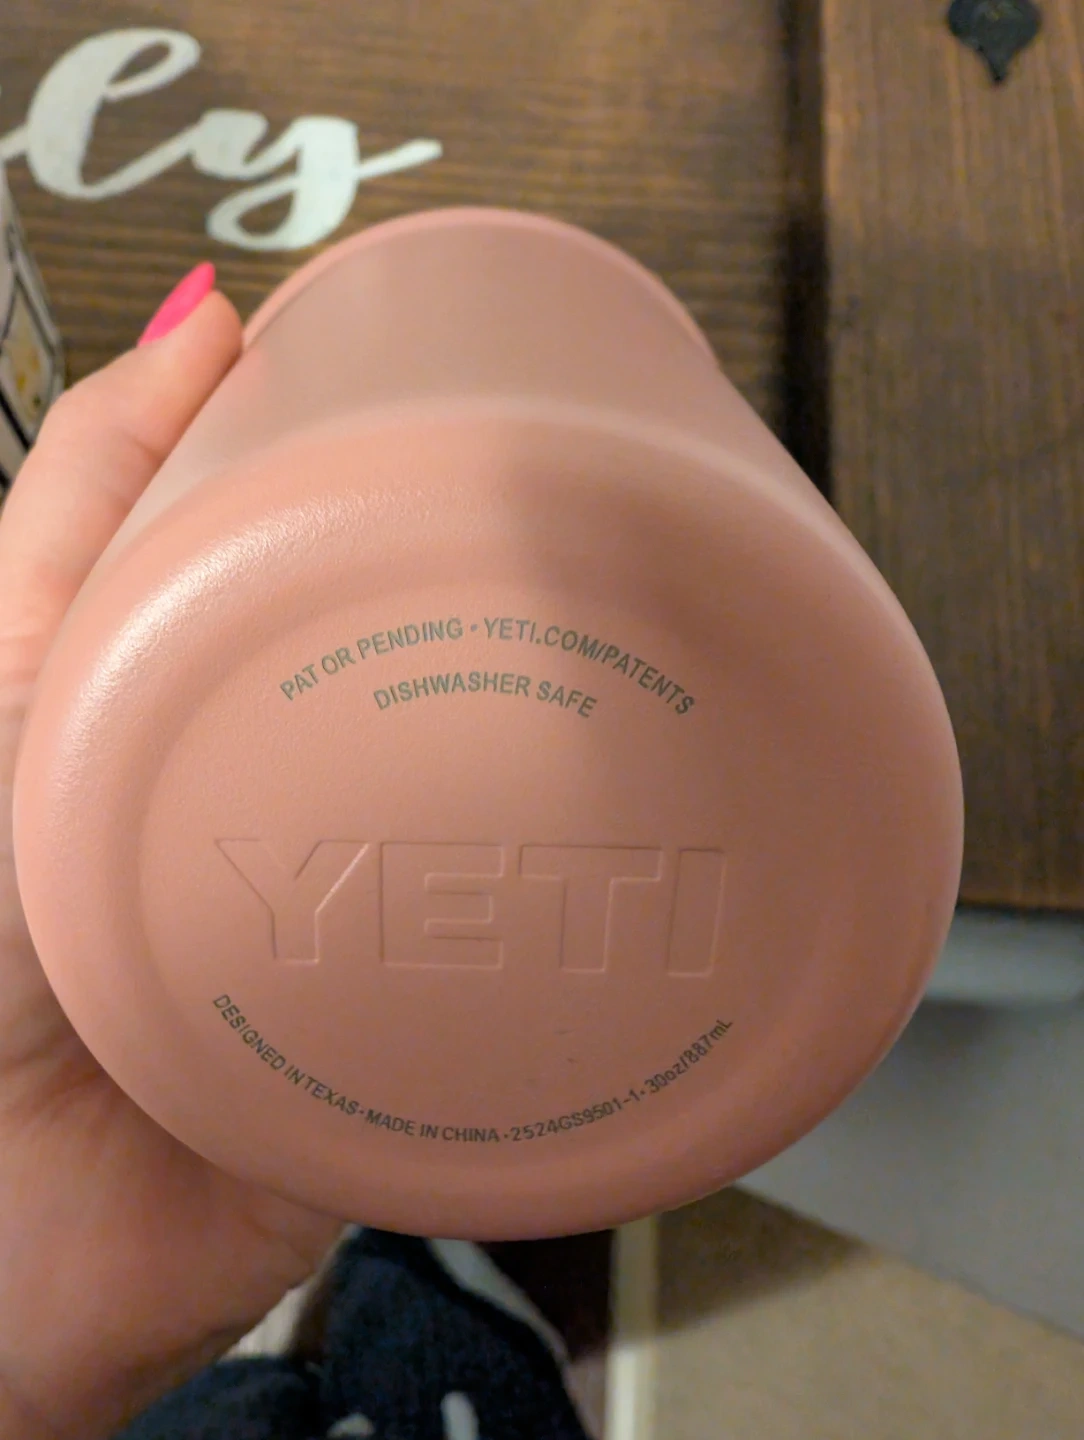 ly
PAT OR PENDING • YETI.COM/PATENTS
DISHWASHER SAFE
YETI
DESIGNED IN TEXAS • MADE IN CHINA • 2524GS9501-1 • 30oz/887mL